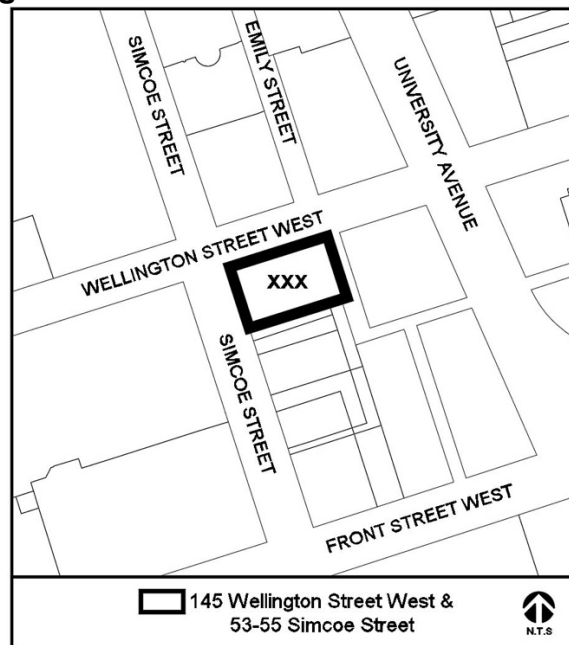 g
SIMCOE STREET
EMILY STREET
UNIVERSITY AVENUE
WELLINGTON STREET WEST
XXX
SIMCOE STREET
FRONT STREET WEST
145 Wellington Street West &
53-55 Simcoe Street
N.T.S